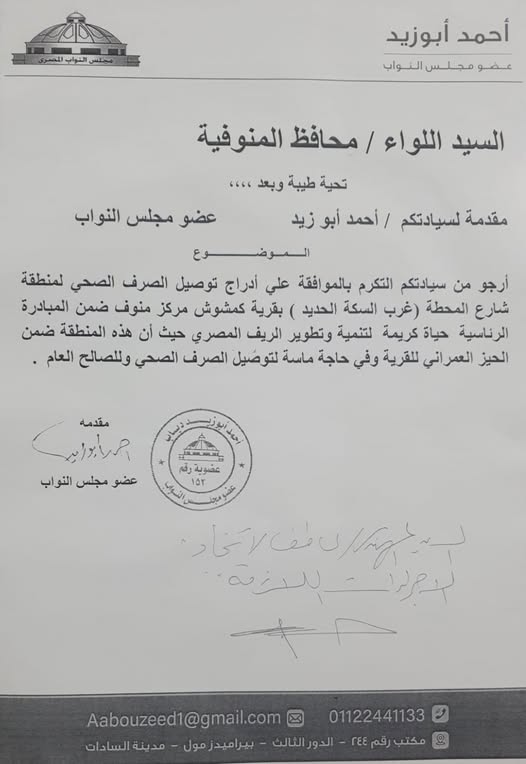 أحمد أبوزيد
عضو مجلس النواب
مجلس النواب المصرى
السيد اللواء / محافظ المنوفية
تحية طيبة وبعد ,,,,
مقدمة لسيادتكم / أحمد أبو زيد عضو مجلس النواب
الموضوع
أرجو من سيادتكم التكرم بالموافقة علي أدراج توصيل الصرف الصحي لمنطقة
شارع المحطة (غرب السكة الحديد ) بقرية كمشوش مركز منوف ضمن المبادرة
الرئاسية حياة كريمة لتنمية وتطوير الريف المصري حيث أن هذه المنطقة ضمن
الحيز العمراني للقرية وفي حاجة ماسة لتوصيل الصرف الصحي وللصالح العام .
مقدمه
عضو مجلس النواب
أحمد أبوزيد دياب
عضوية رقم
١٥٢
عضو مجلس النواب
السيد المهندس لاتخاذ
الاجراءات اللازمة
01122441133
Aabouzeed1@gmail.com
مكتب رقم ٢٤٤ - الدور الثالث - بيراميدز مول - مدينة السادات